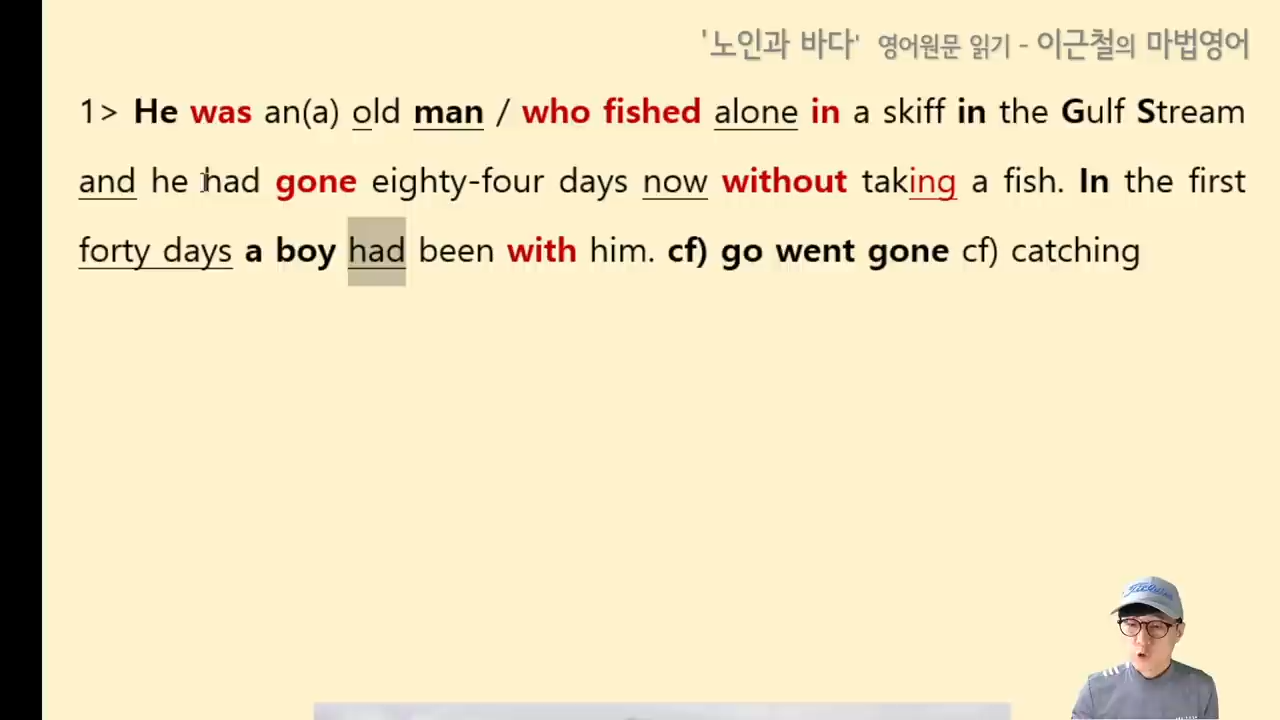 '노인과 바다' 영어원문 읽기 - 이근철의 마법영어
1> He was an(a) old man / who fished alone in a skiff in the Gulf Stream
and he had gone eighty-four days now without taking a fish. In the first
forty days a boy had been with him. cf) go went gone cf) catching
Titleist